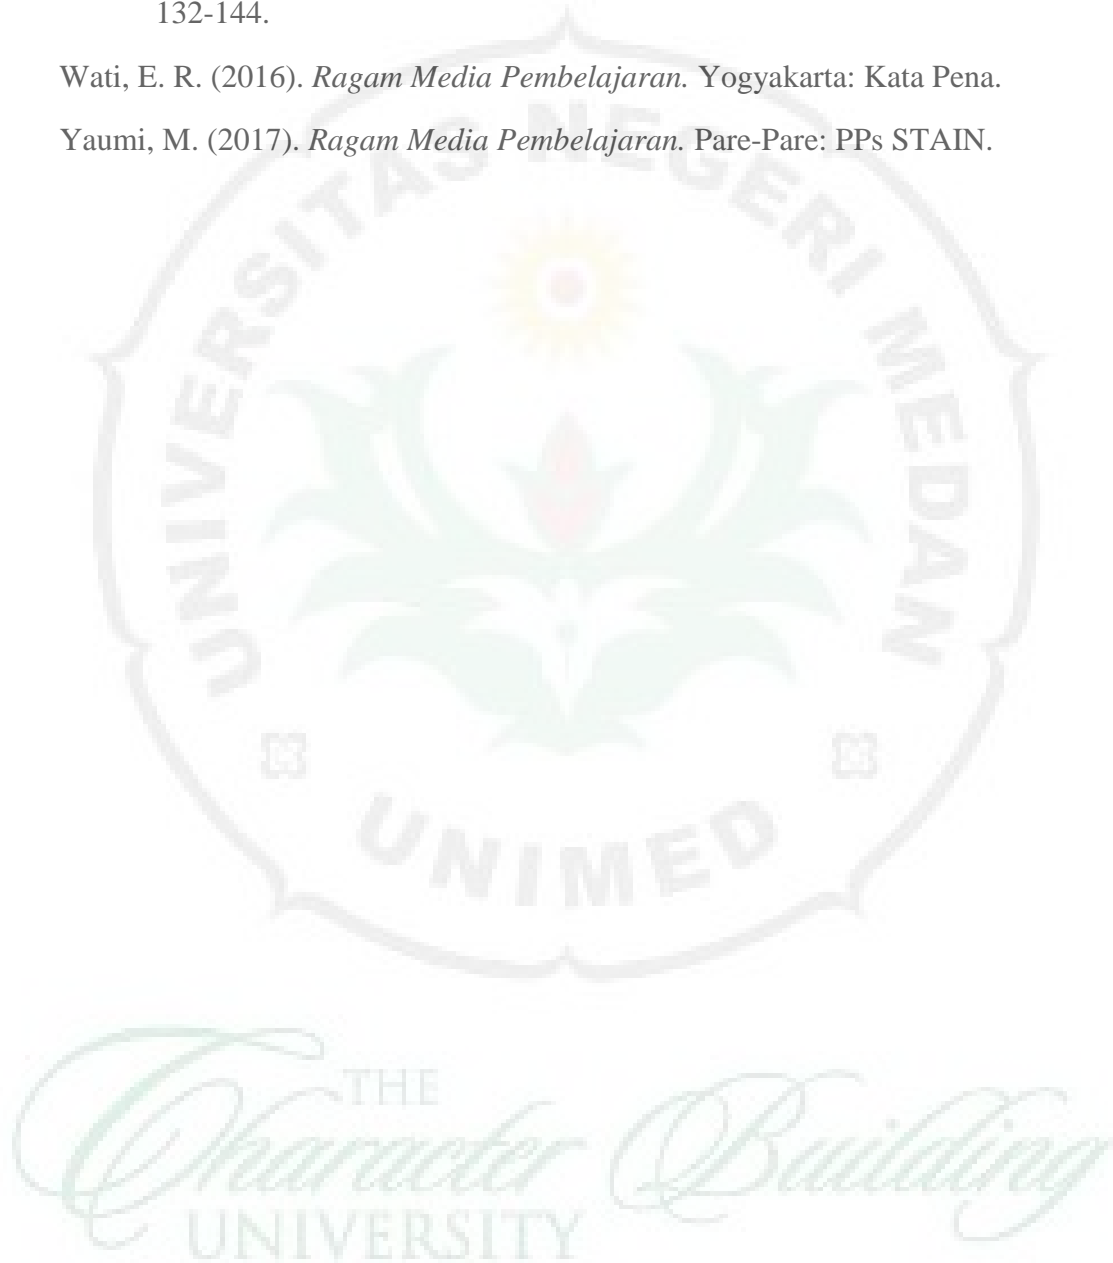 132-144.
Wati, E. R. (2016). Ragam Media Pembelajaran. Yogyakarta: Kata Pena.
Yaumi, M. (2017). Ragam Media Pembelajaran. Pare-Pare: PPs STAIN.
UNIVERSITAS NEGERI MEDAN
UNIMED
THE
Character Building
UNIVERSITY